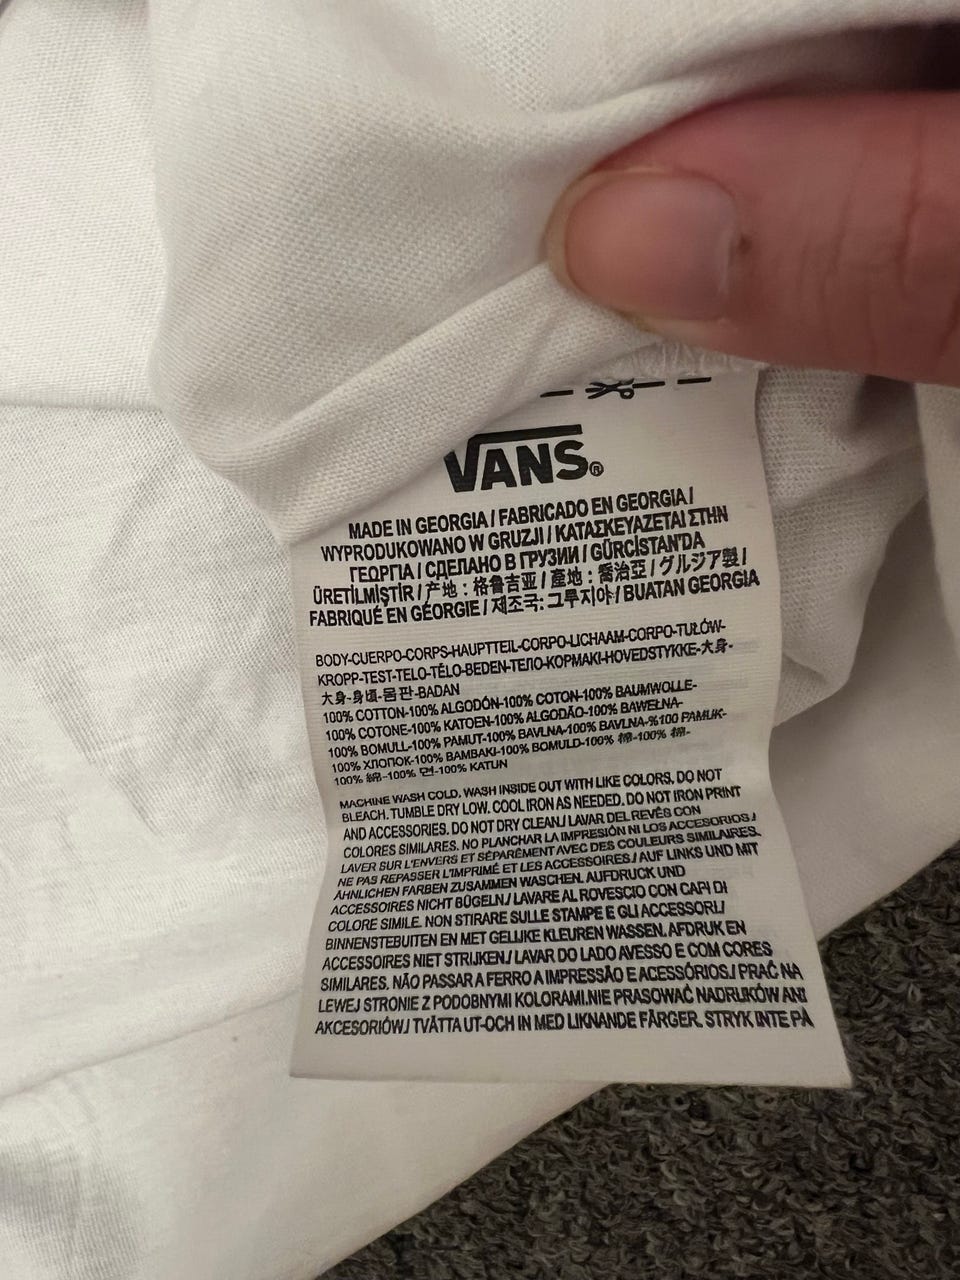 VANS®
MADE IN GEORGIA / FABRICADO EN GEORGIA /
WYPRODUKOWANO W GRUZJI / ΚΑΤΑΣΚΕΥΑΖΕΤΑΙ ΣΤΗΝ
ΓΕΩΡΓΙΑ / СДЕЛАНО В ГРУЗИИ / GÜRCİSTAN'DA
ÜRETİLMİŞTİR / 产地 : 格鲁吉亚 / 產地 : 喬治亞 / グルジア製 /
FABRIQUÉ EN GÉORGIE / 제조국: 그루지아 / BUATAN GEORGIA
BODY-CUERPO-CORPS-HAUPTTEIL-CORPO-LICHAAM-CORPO-TUŁÓW-
KROPP-TEST-TELO-TĚLO-BEDEN-ТЕЛО-ΚΟΡΜΑΚΙ-HOVEDSTYKKE-大身-
大身-身頃-몸판-BADAN
100% COTTON-100% ALGODÓN-100% COTON-100% BAUMWOLLE-
100% COTONE-100% KATOEN-100% ALGODÃO-100% BAWEŁNA-
100% BOMULL-100% PAMUT-100% BAVLNA-100% BAVLNA-%100 PAMUK-
100% ХЛОПОК-100% ΒΑΜΒΑΚΙ-100% BOMULD-100% 棉-100% 棉-
100% 綿-100% 면-100% KATUN
MACHINE WASH COLD. WASH INSIDE OUT WITH LIKE COLORS. DO NOT
BLEACH. TUMBLE DRY LOW. COOL IRON AS NEEDED. DO NOT IRON PRINT
AND ACCESSORIES. DO NOT DRY CLEAN./ LAVAR DEL REVÉS CON
COLORES SIMILARES. NO PLANCHAR LA IMPRESIÓN NI LOS ACCESORIOS./
LAVER SUR L'ENVERS ET SÉPARÉMENT AVEC DES COULEURS SIMILAIRES.
NE PAS REPASSER L'IMPRIMÉ ET LES ACCESSOIRES./ AUF LINKS UND MIT
ÄHNLICHEN FARBEN ZUSAMMEN WASCHEN. AUFDRUCK UND
ACCESSOIRES NICHT BÜGELN./ LAVARE AL ROVESCIO CON CAPI DI
COLORE SIMILE. NON STIRARE SULLE STAMPE E GLI ACCESSORI./
BINNENSTEBUITEN EN MET GELIJKE KLEUREN WASSEN. AFDRUK EN
ACCESSOIRES NIET STRIJKEN./ LAVAR DO LADO AVESSO E COM CORES
SIMILARES. NÃO PASSAR A FERRO A IMPRESSÃO E ACESSÓRIOS./ PRAĆ NA
LEWEJ STRONIE Z PODOBNYMI KOLORAMI.NIE PRASOWAĆ NADRUKÓW ANI
AKCESORIÓW./ TVÄTTA UT-OCH IN MED LIKNANDE FÄRGER. STRYK INTE PÅ